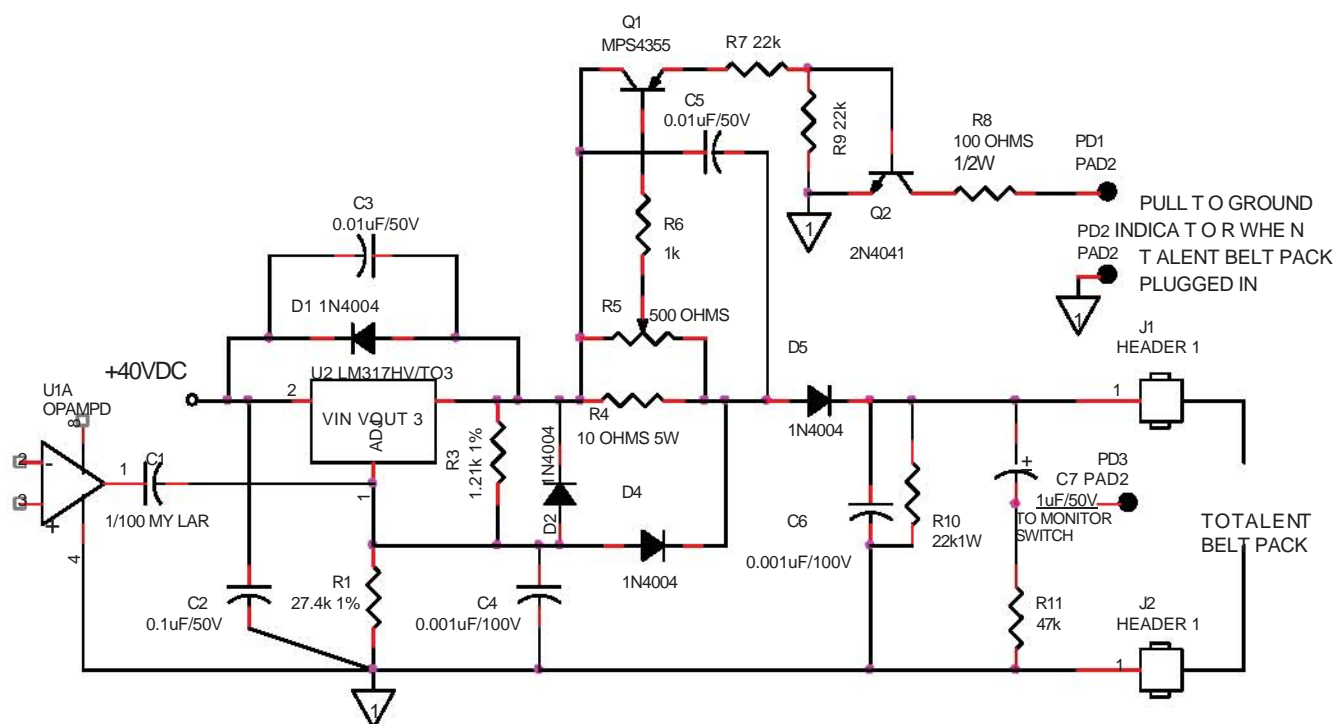 Q1
MPS4355
R7 22k
C5
0.01uF/50V
R9 22k
R8
100 OHMS
1/2W
PD1
PAD2
Q2
2N4041
1
PULL T O GROUND
PD2 INDICA T O R WHE N
PAD2
T ALENT BELT PACK
PLUGGED IN
1
C3
0.01uF/50V
R6
1k
D1 1N4004
R5
500 OHMS
D5
1N4004
J1
HEADER 1
1
+40VDC
U2 LM317HV/TO3
2
VIN VOUT 3
ADJ
1
R4
10 OHMS 5W
U1A
OPAMPD
8
2
-
3
+
1
4
C1
1/100 MY LAR
R3
1.21k 1%
1N4004
D2
D4
1N4004
C6
0.001uF/100V
R10
22k1W
+
PD3
C7 PAD2
1uF/50V
TO MONITOR
SWITCH
TOTALENT
BELT PACK
C2
0.1uF/50V
R1
27.4k 1%
C4
0.001uF/100V
R11
47k
J2
HEADER 1
1
1